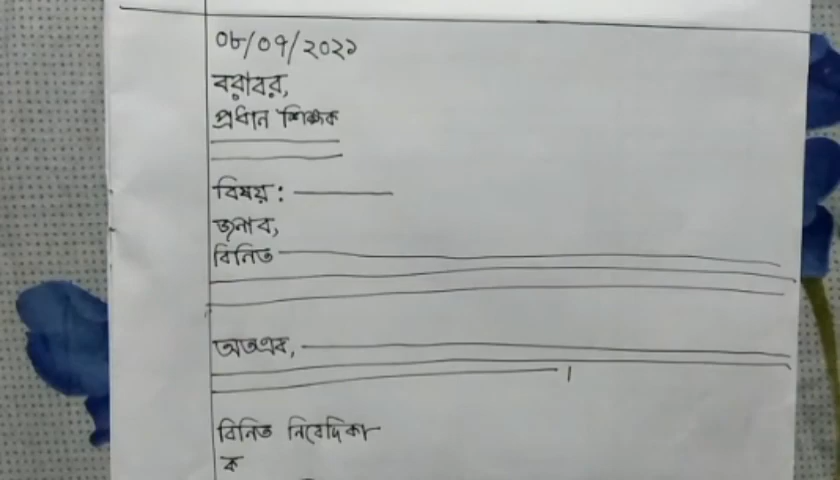 ০৮/০৭/২০২১
বরাবর,
প্রধান শিক্ষক
বিষয় :
জনাব,
বিনিত
অতএব,
।
বিনিত নিবেদিকা
ক